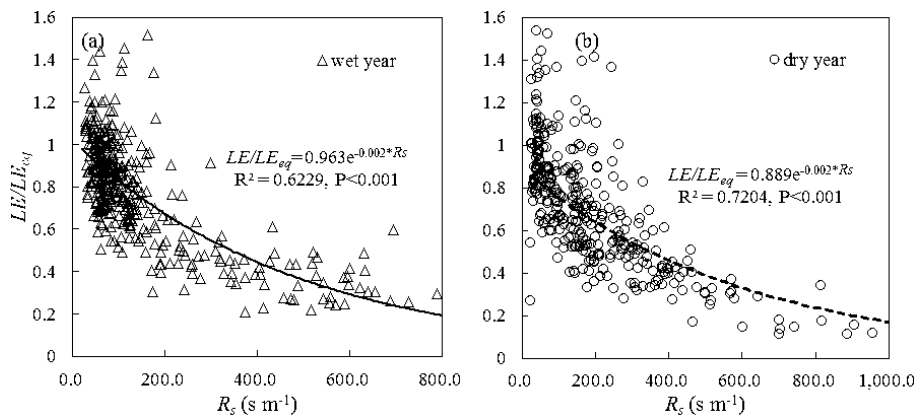 (a)
wet year
LE/LEeq=0.963e-0.002*Rs
R2 = 0.6229, P<0.001
LE/LEeq
1.6
1.4
1.2
1
0.8
0.6
0.4
0.2
0
0.0 200.0 400.0 600.0 800.0
Rs (s m-1)
(b)
dry year
LE/LEeq=0.889e-0.002*Rs
R2 = 0.7204, P<0.001
1.6
1.4
1.2
1
0.8
0.6
0.4
0.2
0
0.0 200.0 400.0 600.0 800.0 1,000.0
Rs (s m-1)